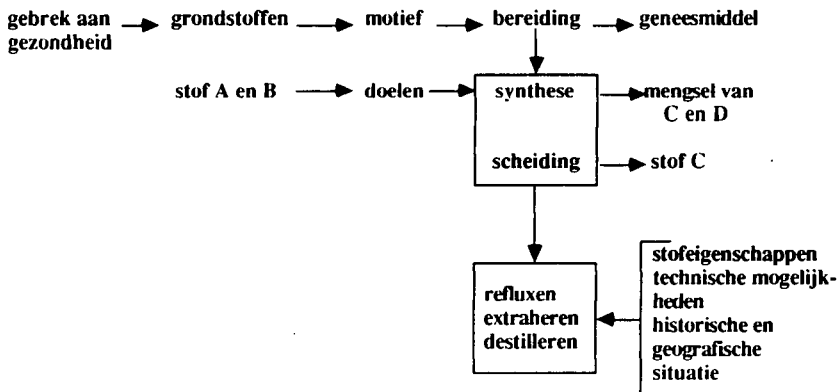 gebrek aan
gezondheid
grondstoffen
motief
bereiding
geneesmiddel
stof A en B
doelen
synthese
mengsel van
C en D
scheiding
stof C
refluxen
extraheren
destilleren
stofeigenschappen
technische mogelijk-
heden
historische en
geografische
situatie